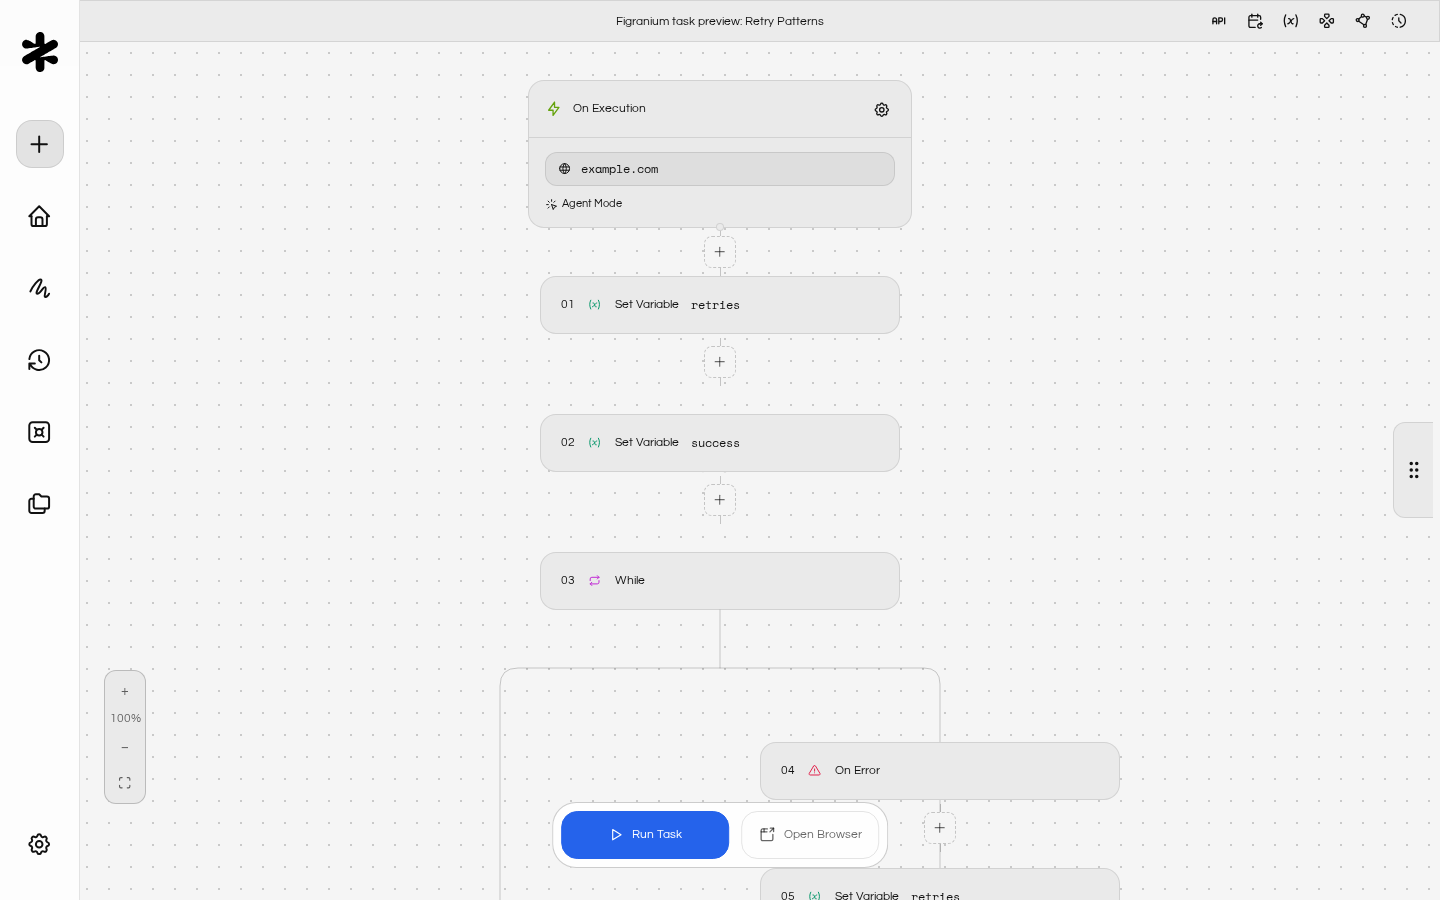 Figranium task preview: Retry Patterns
API
(x)
On Execution
example.com
Agent Mode
01 (x) Set Variable retries
02 (x) Set Variable success
03 While
100%
04 On Error
Run Task
Open Browser
05 (x) Set Variable retries